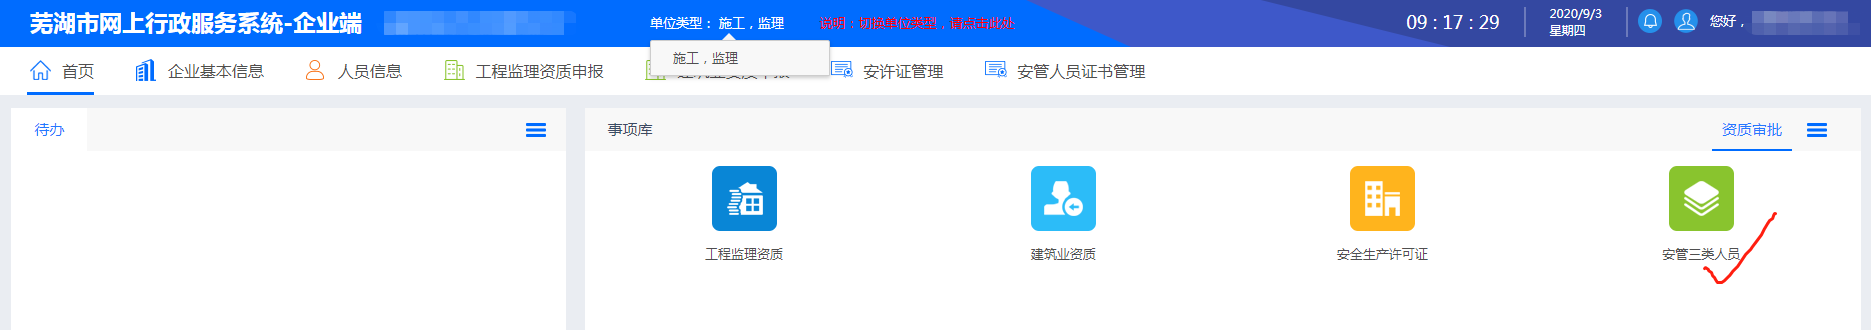 芜湖市网上行政服务系统-企业端
单位类型： 施工，监理
说明：切换单位类型，请点击此处
09 : 17 : 29
2020/9/3
星期四
您好，
施工，监理
首页
企业基本信息
人员信息
工程监理资质申报
安许证管理
安管人员证书管理
待办
事项库
资质审批
工程监理资质
建筑业资质
安全生产许可证
安管三类人员